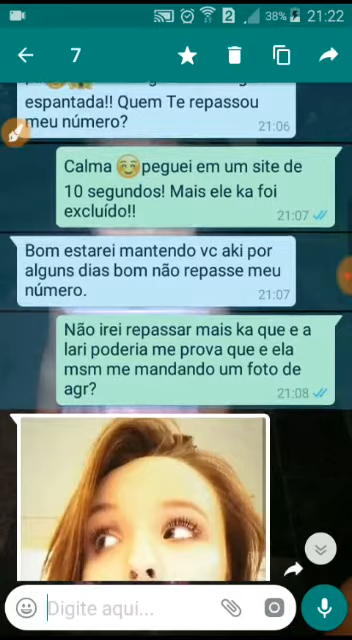 38% 21:22
7
espantada!! Quem Te repassou
meu número?
21:06
Calma peguei em um site de
10 segundos! Mais ele ka foi
excluído!!
21:07
Bom estarei mantendo vc aki por
alguns dias bom não repasse meu
número.
21:07
Não irei repassar mais ka que e a
lari poderia me prova que e ela
msm me mandando um foto de
agr?
21:08
Digite aqui...